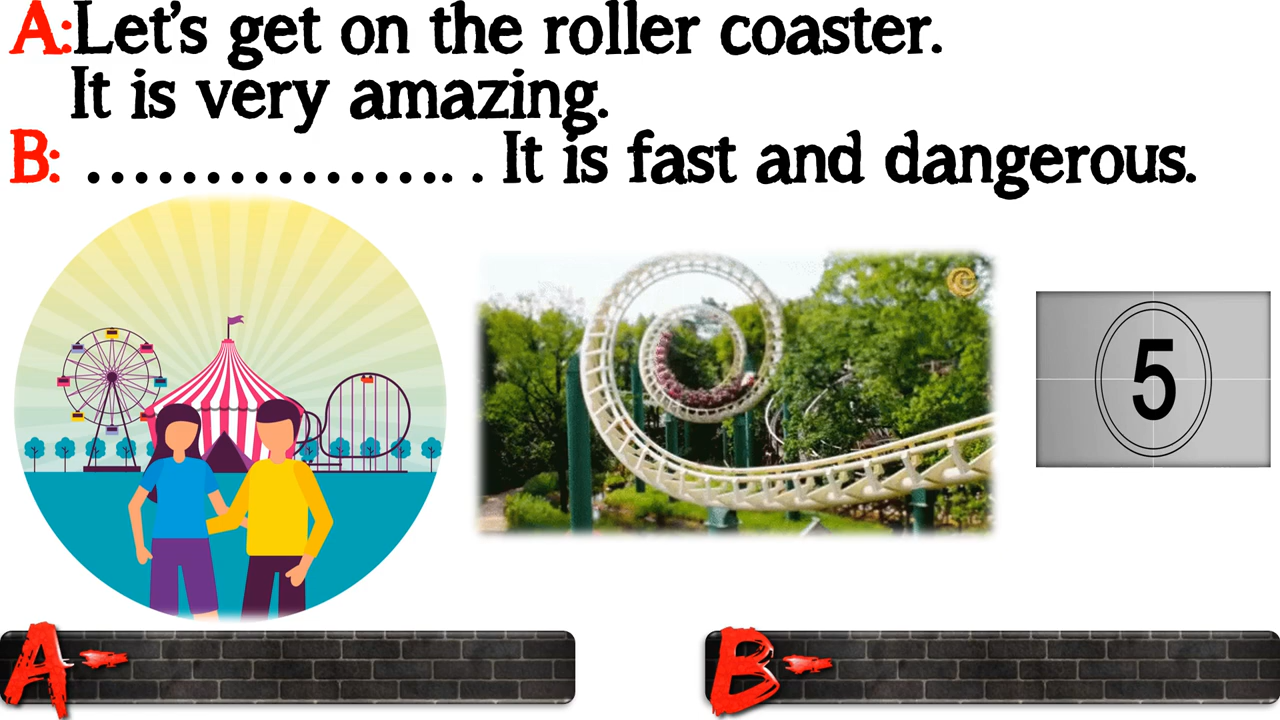 A:Let's get on the roller coaster.
It is very amazing.
B: ................. . It is fast and dangerous.
5
A-
B-